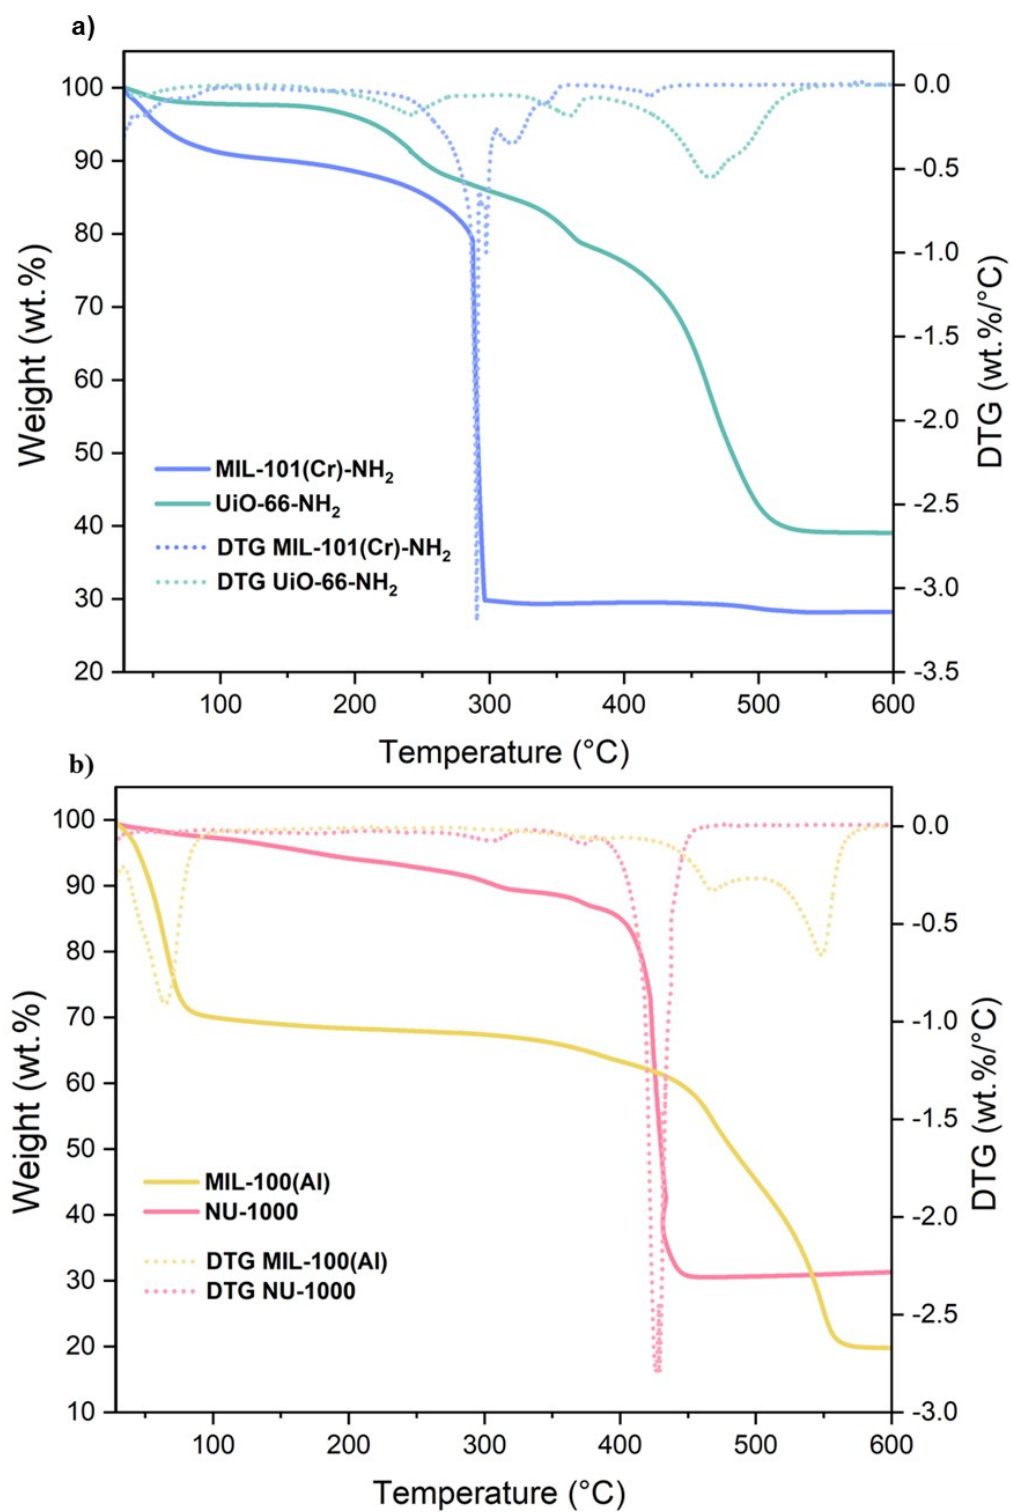 a)
100
90
80
70
60
50
40
30
20
Weight (wt.%)
0.0
-0.5
-1.0
-1.5
-2.0
-2.5
-3.0
-3.5
DTG (wt.%/°C)
MIL-101(Cr)-NH₂
UiO-66-NH₂
DTG MIL-101(Cr)-NH₂
DTG UiO-66-NH₂
100 200 300 400 500 600
Temperature (°C)
b)
100
90
80
70
60
50
40
30
20
10
Weight (wt.%)
0.0
-0.5
-1.0
-1.5
-2.0
-2.5
-3.0
DTG (wt.%/°C)
MIL-100(Al)
NU-1000
DTG MIL-100(Al)
DTG NU-1000
100 200 300 400 500 600
Temperature (°C)